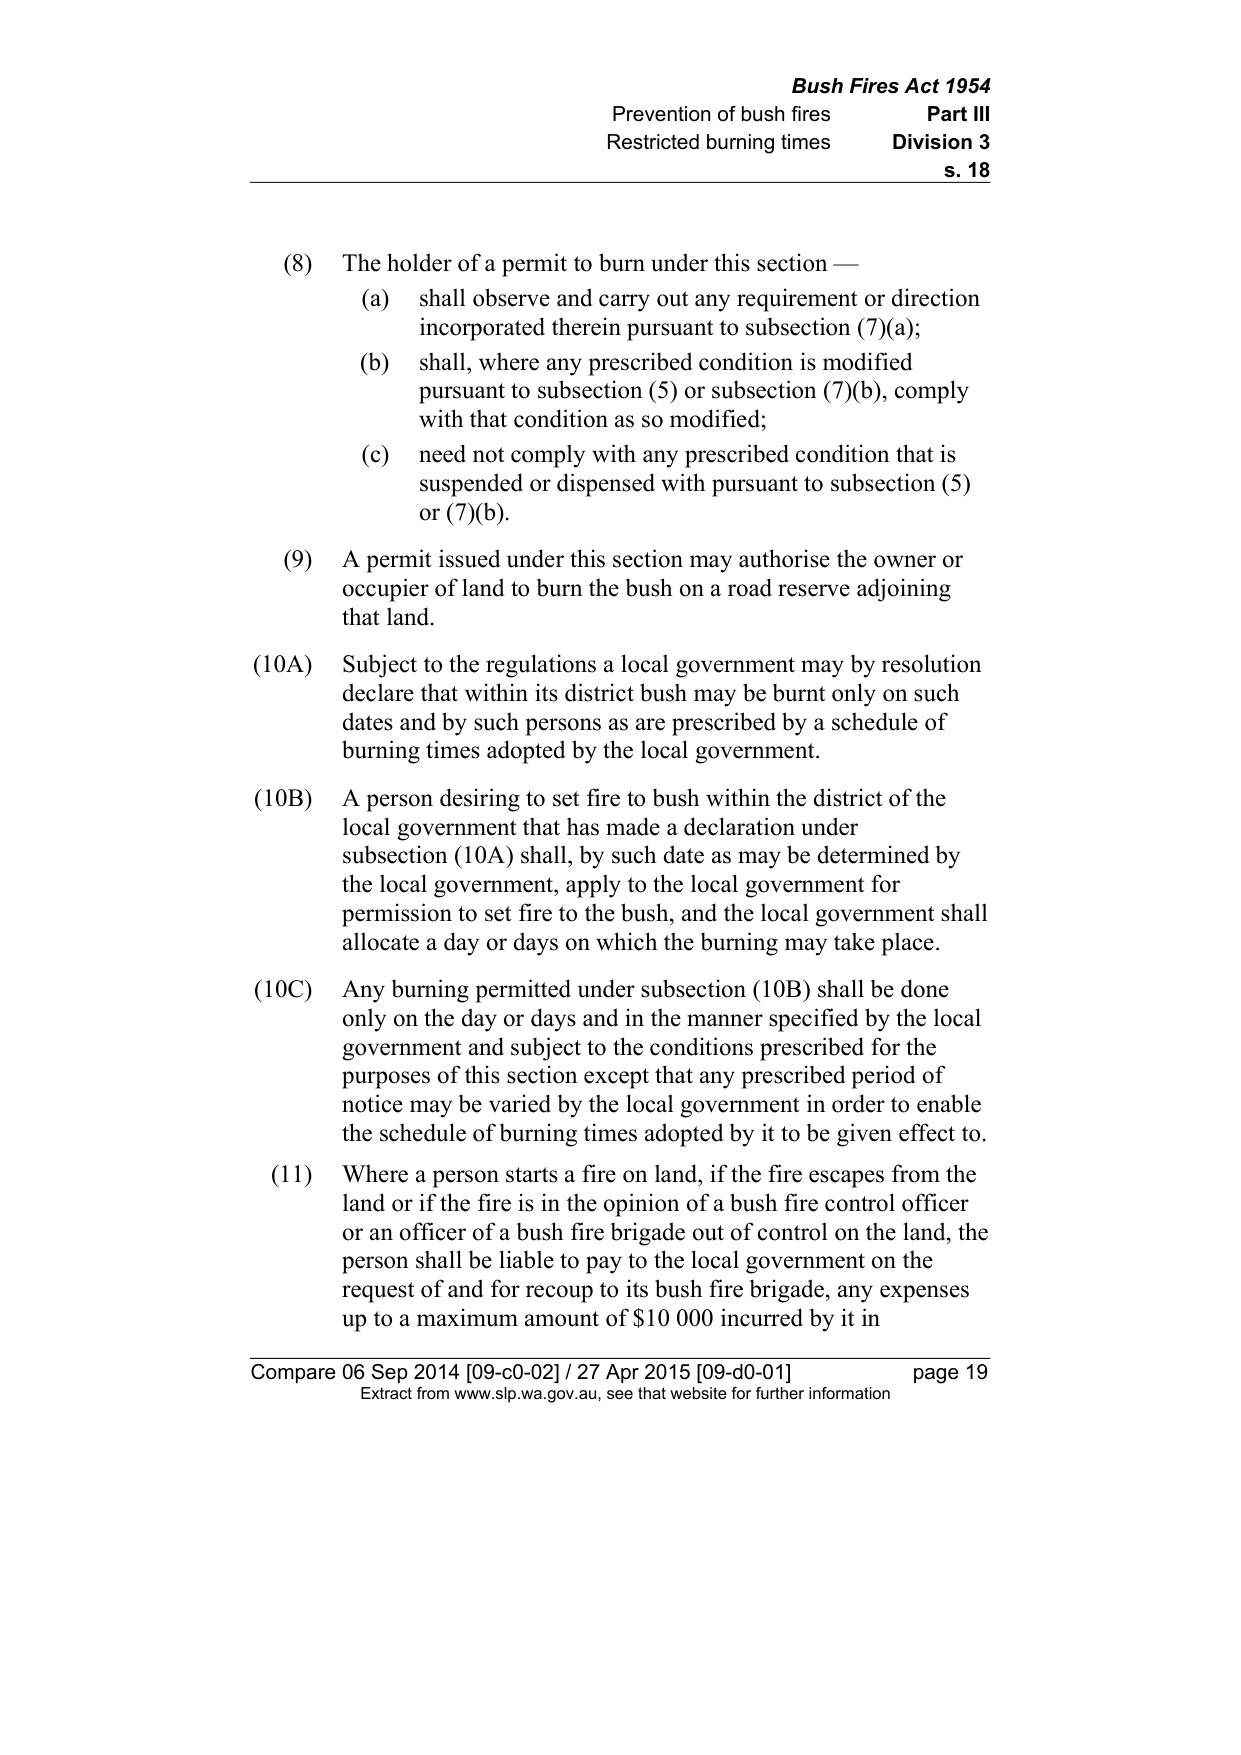 Bush Fires Act 1954
Prevention of bush fires Part III
Restricted burning times Division 3
s. 18
(8) The holder of a permit to burn under this section —
(a) shall observe and carry out any requirement or direction
incorporated therein pursuant to subsection (7)(a);
(b) shall, where any prescribed condition is modified
pursuant to subsection (5) or subsection (7)(b), comply
with that condition as so modified;
(c) need not comply with any prescribed condition that is
suspended or dispensed with pursuant to subsection (5)
or (7)(b).
(9) A permit issued under this section may authorise the owner or
occupier of land to burn the bush on a road reserve adjoining
that land.
(10A) Subject to the regulations a local government may by resolution
declare that within its district bush may be burnt only on such
dates and by such persons as are prescribed by a schedule of
burning times adopted by the local government.
(10B) A person desiring to set fire to bush within the district of the
local government that has made a declaration under
subsection (10A) shall, by such date as may be determined by
the local government, apply to the local government for
permission to set fire to the bush, and the local government shall
allocate a day or days on which the burning may take place.
(10C) Any burning permitted under subsection (10B) shall be done
only on the day or days and in the manner specified by the local
government and subject to the conditions prescribed for the
purposes of this section except that any prescribed period of
notice may be varied by the local government in order to enable
the schedule of burning times adopted by it to be given effect to.
(11) Where a person starts a fire on land, if the fire escapes from the
land or if the fire is in the opinion of a bush fire control officer
or an officer of a bush fire brigade out of control on the land, the
person shall be liable to pay to the local government on the
request of and for recoup to its bush fire brigade, any expenses
up to a maximum amount of $10 000 incurred by it in
Compare 06 Sep 2014 [09-c0-02] / 27 Apr 2015 [09-d0-01] page 19
Extract from www.slp.wa.gov.au, see that website for further information